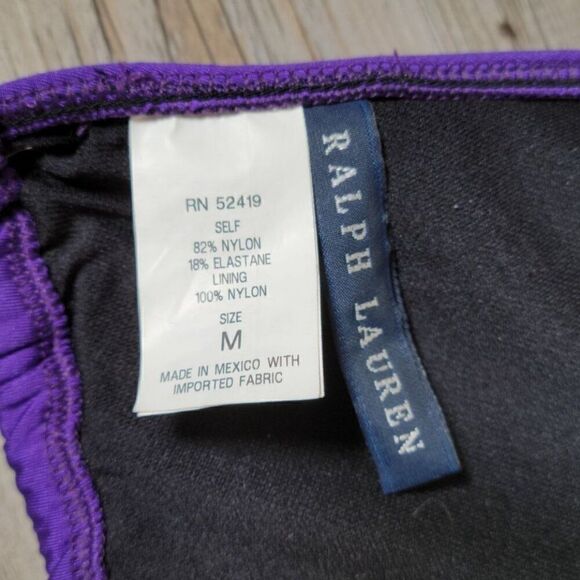 RN 52419
SELF
82% NYLON
18% ELASTANE
LINING
100% NYLON
SIZE
M
MADE IN MEXICO WITH
IMPORTED FABRIC
RALPH LAUREN